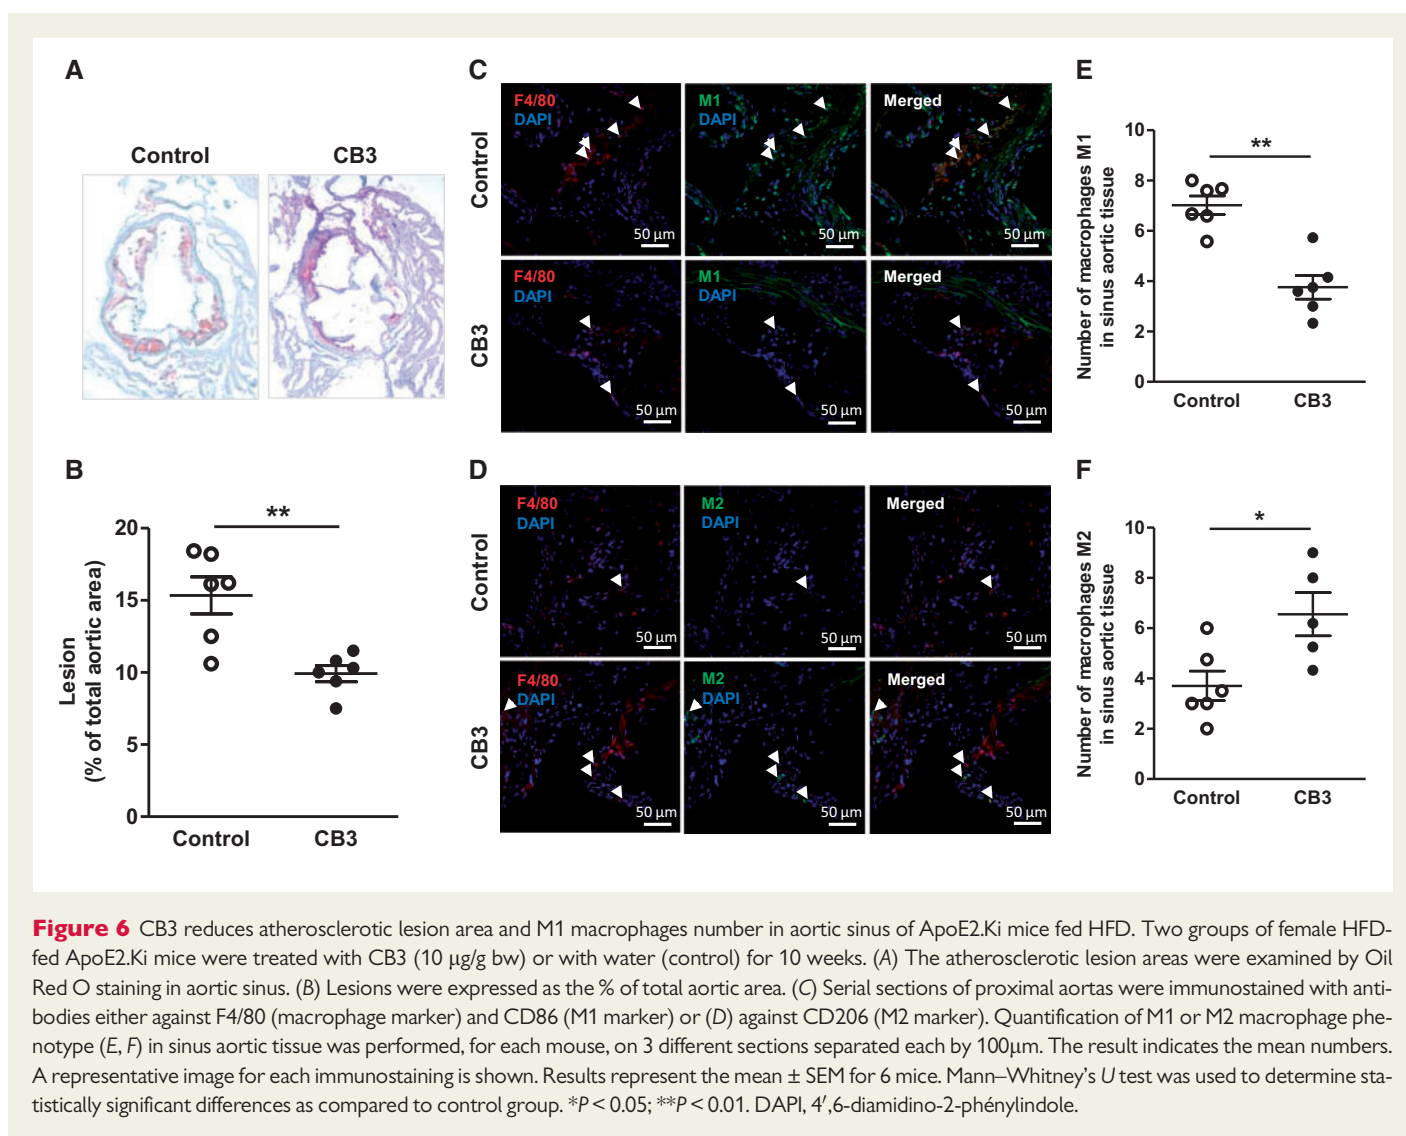 A
Control
CB3
B
**
20
15
10
5
0
Lesion
(% of total aortic area)
Control
CB3
C
Control
F4/80
DAPI
50 µm
M1
DAPI
50 µm
Merged
50 µm
CB3
F4/80
DAPI
50 µm
M1
DAPI
50 µm
Merged
50 µm
D
Control
F4/80
DAPI
50 µm
M2
DAPI
50 µm
Merged
50 µm
CB3
F4/80
DAPI
50 µm
M2
DAPI
50 µm
Merged
50 µm
E
**
10
8
6
4
2
0
Number of macrophages M1
in sinus aortic tissue
Control
CB3
F
*
10
8
6
4
2
0
Number of macrophages M2
in sinus aortic tissue
Control
CB3
Figure 6 CB3 reduces atherosclerotic lesion area and M1 macrophages number in aortic sinus of ApoE2.Ki mice fed HFD. Two groups of female HFD-
fed ApoE2.Ki mice were treated with CB3 (10 µg/g bw) or with water (control) for 10 weeks. (A) The atherosclerotic lesion areas were examined by Oil
Red O staining in aortic sinus. (B) Lesions were expressed as the % of total aortic area. (C) Serial sections of proximal aortas were immunostained with anti-
bodies either against F4/80 (macrophage marker) and CD86 (M1 marker) or (D) against CD206 (M2 marker). Quantification of M1 or M2 macrophage phe-
notype (E, F) in sinus aortic tissue was performed, for each mouse, on 3 different sections separated each by 100µm. The result indicates the mean numbers.
A representative image for each immunostaining is shown. Results represent the mean ± SEM for 6 mice. Mann–Whitney's U test was used to determine sta-
tistically significant differences as compared to control group. *P < 0.05; **P < 0.01. DAPI, 4′,6-diamidino-2-phénylindole.